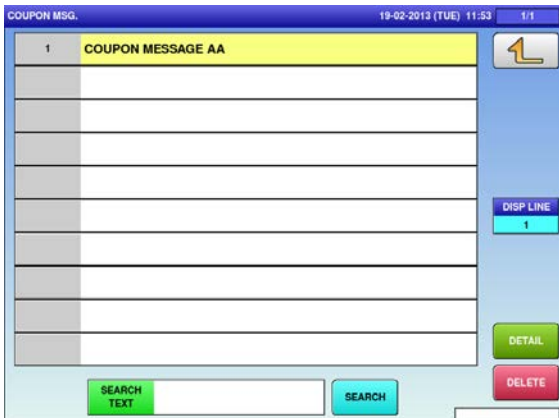 COUPON MSG. 19-02-2013 (TUE) 11:53 1/1
1 COUPON MESSAGE AA
DISP LINE
1
DETAIL
DELETE
SEARCH
TEXT
SEARCH